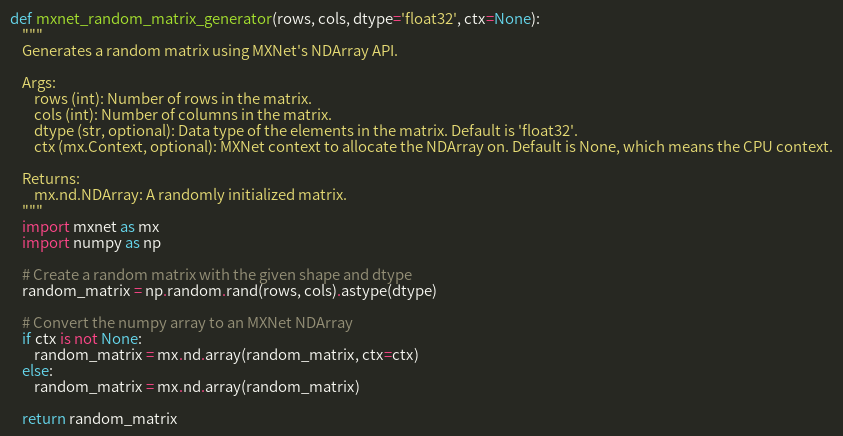 def mxnet_random_matrix_generator(rows, cols, dtype='float32', ctx=None):
    """
    Generates a random matrix using MXNet's NDArray API.

    Args:
        rows (int): Number of rows in the matrix.
        cols (int): Number of columns in the matrix.
        dtype (str, optional): Data type of the elements in the matrix. Default is 'float32'.
        ctx (mx.Context, optional): MXNet context to allocate the NDArray on. Default is None, which means the CPU context.

    Returns:
        mx.nd.NDArray: A randomly initialized matrix.
    """
    import mxnet as mx
    import numpy as np

    # Create a random matrix with the given shape and dtype
    random_matrix = np.random.rand(rows, cols).astype(dtype)

    # Convert the numpy array to an MXNet NDArray
    if ctx is not None:
        random_matrix = mx.nd.array(random_matrix, ctx=ctx)
    else:
        random_matrix = mx.nd.array(random_matrix)

    return random_matrix